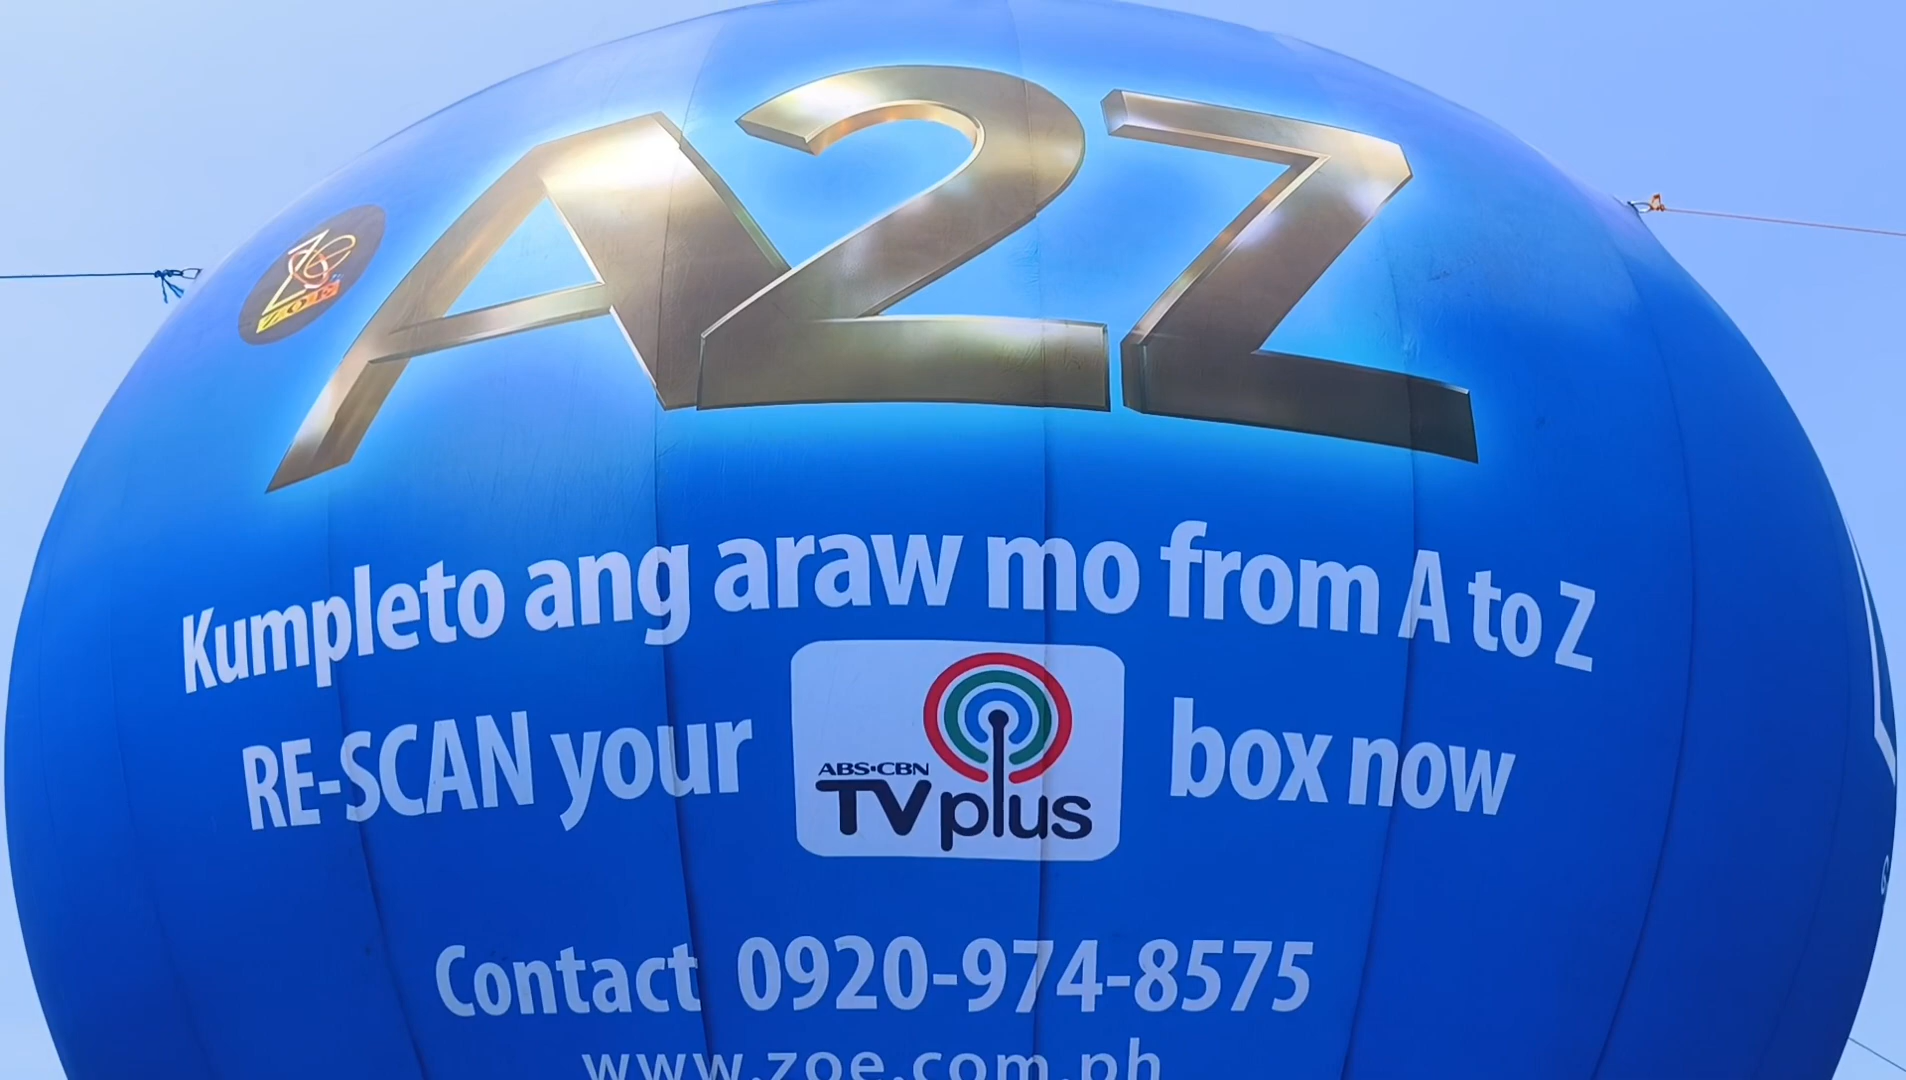 A2Z
ZOE
Kumpleto ang araw mo from A to Z
RE-SCAN your ABS-CBN TVplus box now
Contact 0920-974-8575
www.zoe.com.ph